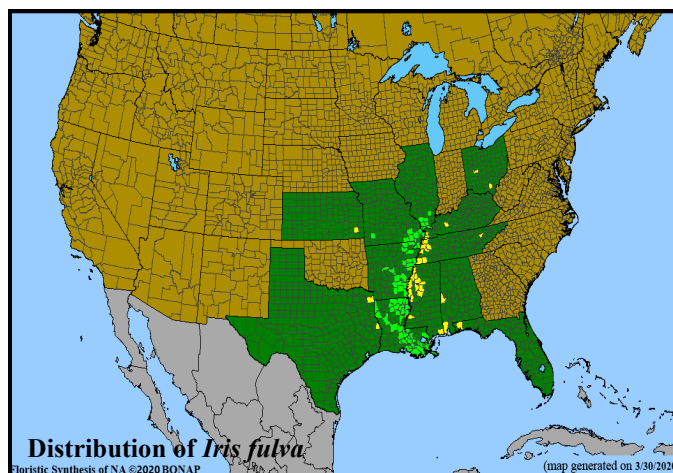 Distribution of Iris fulva
Floristic Synthesis of NA ©2020 BONAP
(map generated on 3/30/2020